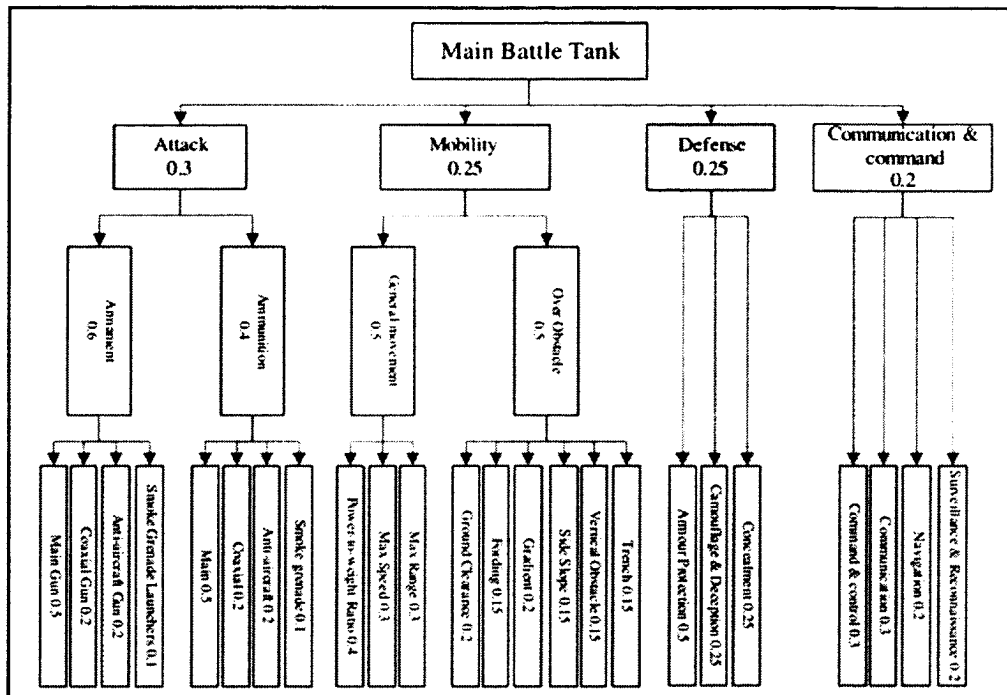 Main Battle Tank
Attack
0.3
Mobility
0.25
Defense
0.25
Communication &
command
0.2
Armament
0.6
Ammunition
0.4
General movement
0.5
Over Obstacle
0.5
Main Gun 0.5
Coaxial Gun 0.2
Anti-aircraft Gun 0.2
Smoke Grenade Launchers 0.1
Main 0.5
Coaxial 0.2
Anti-aircraft 0.2
Smoke grenade 0.1
Power-to-weight Ratio 0.4
Max Speed 0.3
Max Range 0.3
Ground Clearance 0.2
Fording 0.15
Gradient 0.2
Side Slope 0.15
Vertical Obstacle 0.15
Trench 0.15
Armour Protection 0.5
Camouflage & Deception 0.25
Concealment 0.25
Command & control 0.3
Communication 0.3
Navigation 0.2
Surveillance & Reconnaissance 0.2